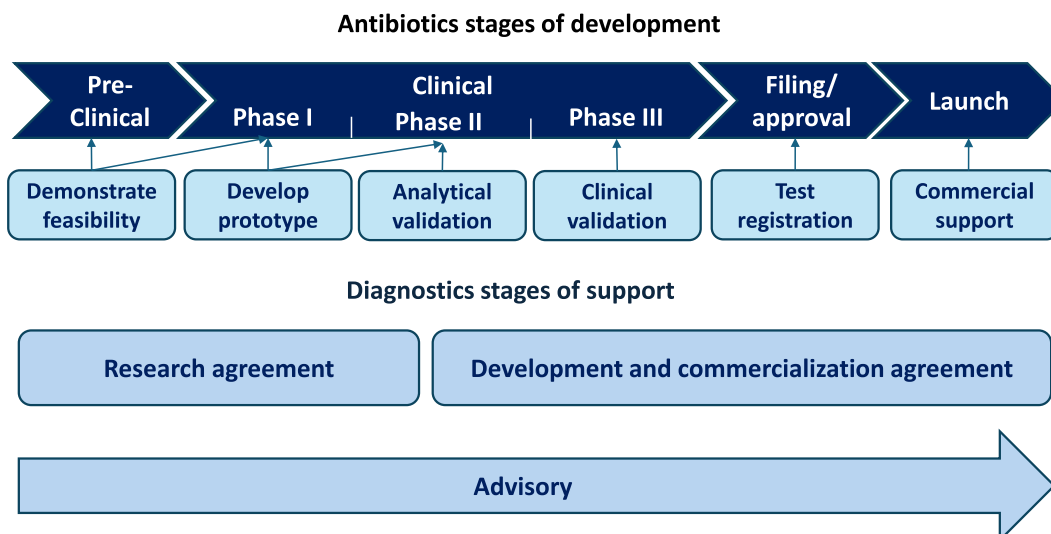 Antibiotics stages of development
Pre-
Clinical
Clinical
Phase I
Phase II
Phase III
Filing/
approval
Launch
Demonstrate
feasibility
Develop
prototype
Analytical
validation
Clinical
validation
Test
registration
Commercial
support
Diagnostics stages of support
Research agreement
Development and commercialization agreement
Advisory